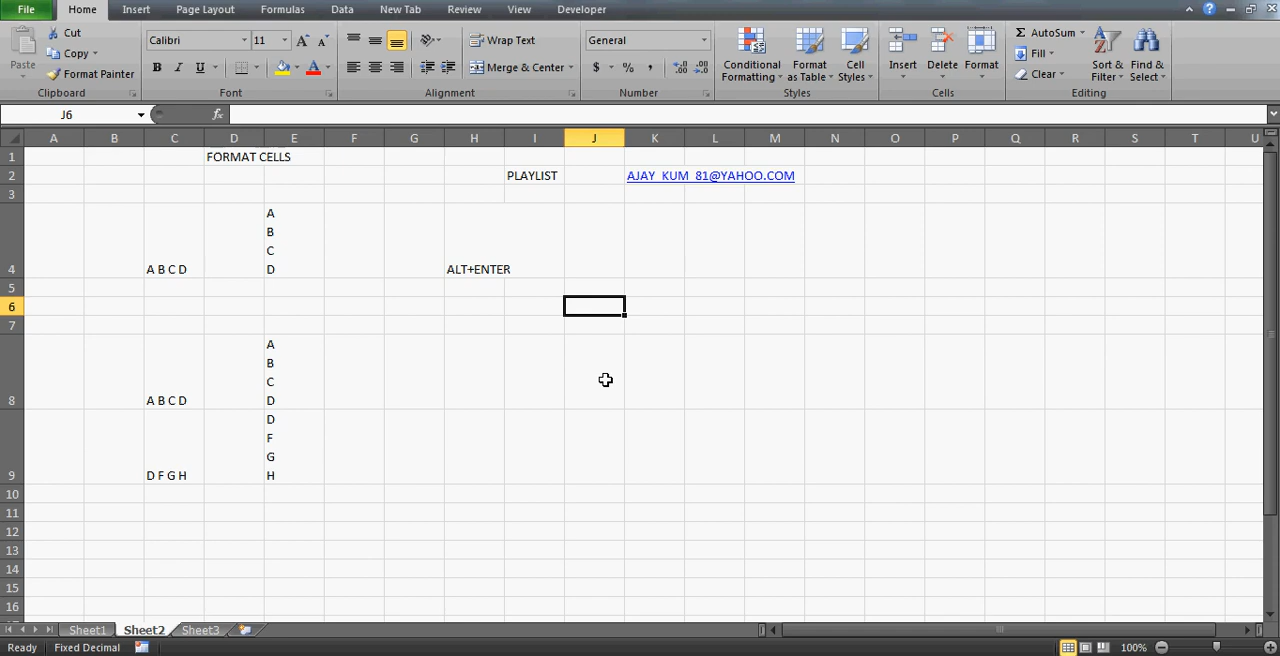 File Home Insert Page Layout Formulas Data New Tab Review View Developer
Paste Cut Copy Format Painter
Clipboard
Calibri 11 A A
B I U A
Font
Wrap Text
Merge & Center
Alignment
General
$ % , .0 .00 .00 .0
Number
Conditional Formatting Format as Table Cell Styles
Styles
Insert Delete Format
Cells
Σ AutoSum Fill Clear Sort & Filter Find & Select
Editing
J6 fx
A B C D E F G H I J K L M N O P Q R S T U
1 FORMAT CELLS
2 PLAYLIST AJAY_KUM_81@YAHOO.COM
3
A
B
C
4 A B C D D ALT+ENTER
5
6
7
A
B
C
8 A B C D D
D
F
G
9 D F G H H
10
11
12
13
14
15
16
Sheet1 Sheet2 Sheet3
Ready Fixed Decimal 100%